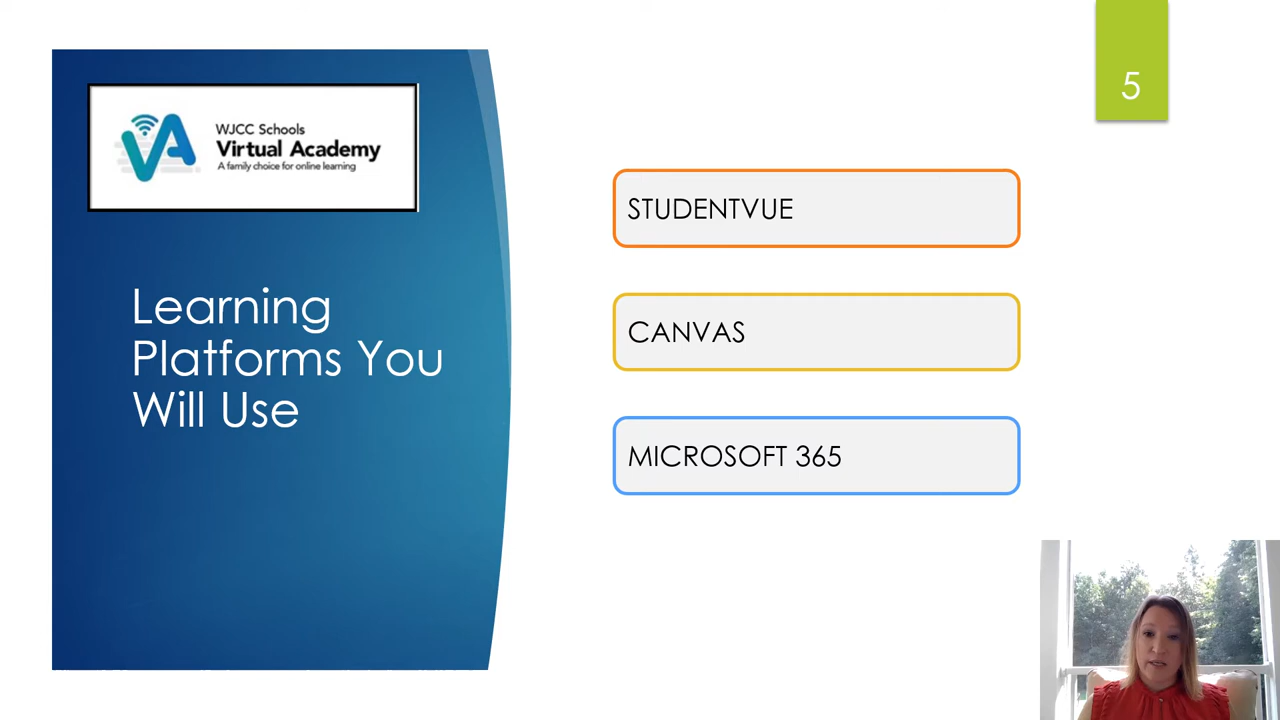 5
WJCC Schools
Virtual Academy
A family choice for online learning
Learning
Platforms You
Will Use
STUDENTVUE
CANVAS
MICROSOFT 365